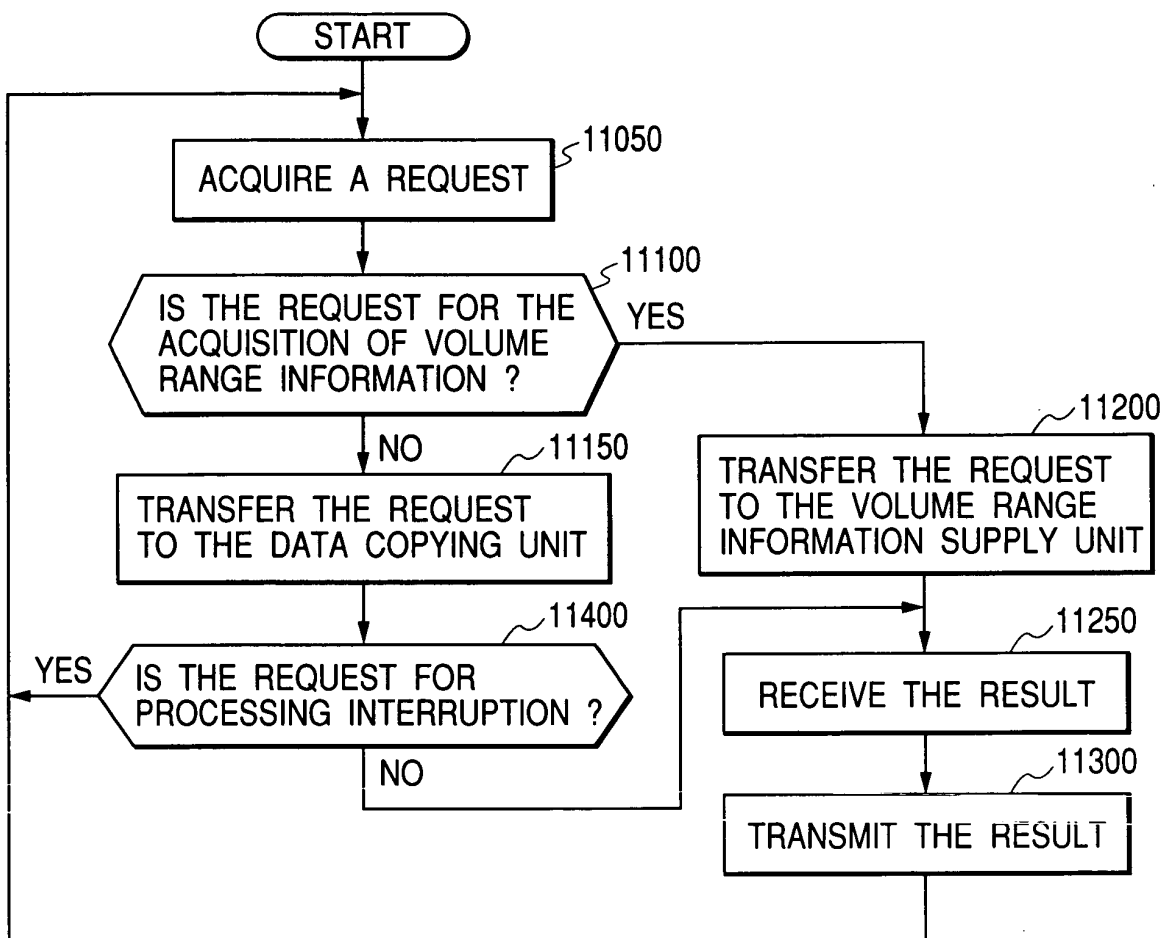 START
11050
ACQUIRE A REQUEST
11100
IS THE REQUEST FOR THE
ACQUISITION OF VOLUME
RANGE INFORMATION ?
YES
NO
11150
TRANSFER THE REQUEST
TO THE DATA COPYING UNIT
11200
TRANSFER THE REQUEST
TO THE VOLUME RANGE
INFORMATION SUPPLY UNIT
11400
YES
IS THE REQUEST FOR
PROCESSING INTERRUPTION ?
NO
11250
RECEIVE THE RESULT
11300
TRANSMIT THE RESULT